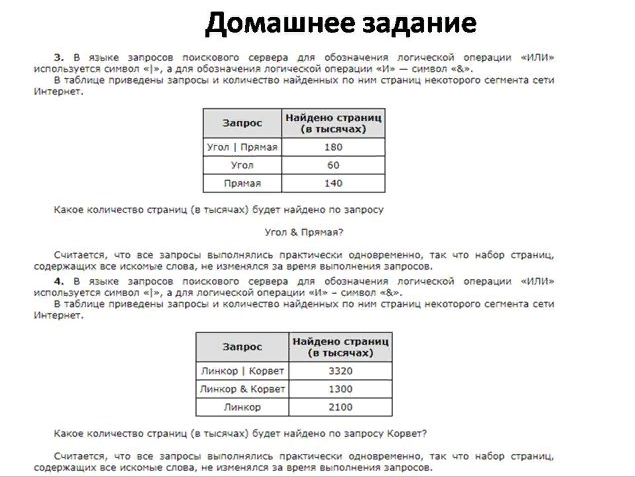 Домашнее задание
3. В языке запросов поискового сервера для обозначения логической операции «ИЛИ»
используется символ «|», а для обозначения логической операции «И» — символ «&».
В таблице приведены запросы и количество найденных по ним страниц некоторого сегмента сети
Интернет.
Запрос Найдено страниц
(в тысячах)
Угол | Прямая 180
Угол 60
Прямая 140
Какое количество страниц (в тысячах) будет найдено по запросу
Угол & Прямая?
Считается, что все запросы выполнялись практически одновременно, так что набор страниц,
содержащих все искомые слова, не изменялся за время выполнения запросов.
4. В языке запросов поискового сервера для обозначения логической операции «ИЛИ»
используется символ «|», а для логической операции «И» – символ «&».
В таблице приведены запросы и количество найденных по ним страниц некоторого сегмента сети
Интернет.
Запрос Найдено страниц
(в тысячах)
Линкор | Корвет 3320
Линкор & Корвет 1300
Линкор 2100
Какое количество страниц (в тысячах) будет найдено по запросу Корвет?
Считается, что все запросы выполнялись практически одновременно, так что набор страниц,
содержащих все искомые слова, не изменялся за время выполнения запросов.